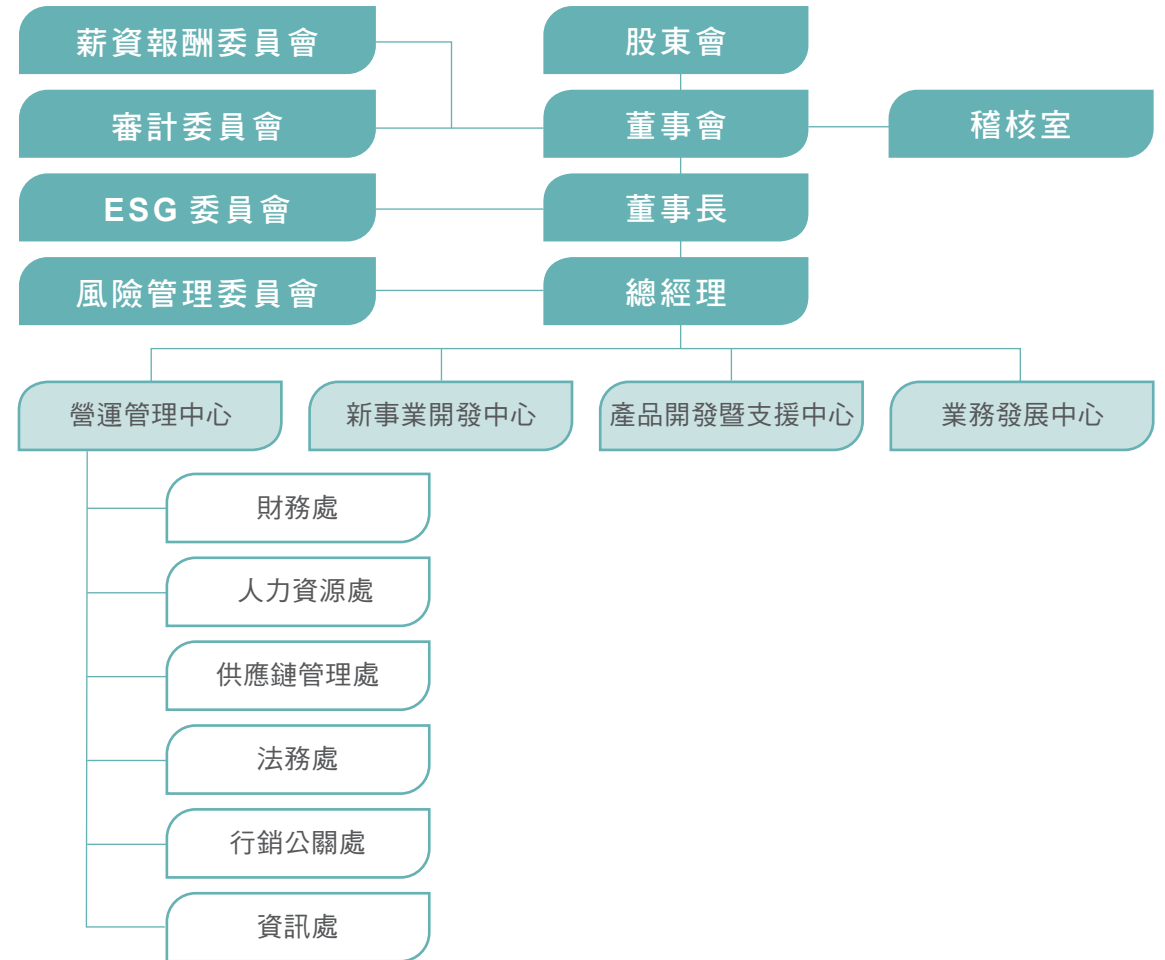 薪資報酬委員會
股東會
審計委員會
董事會
稽核室
ESG 委員會
董事長
風險管理委員會
總經理
營運管理中心
新事業開發中心
產品開發暨支援中心
業務發展中心
財務處
人力資源處
供應鏈管理處
法務處
行銷公關處
資訊處